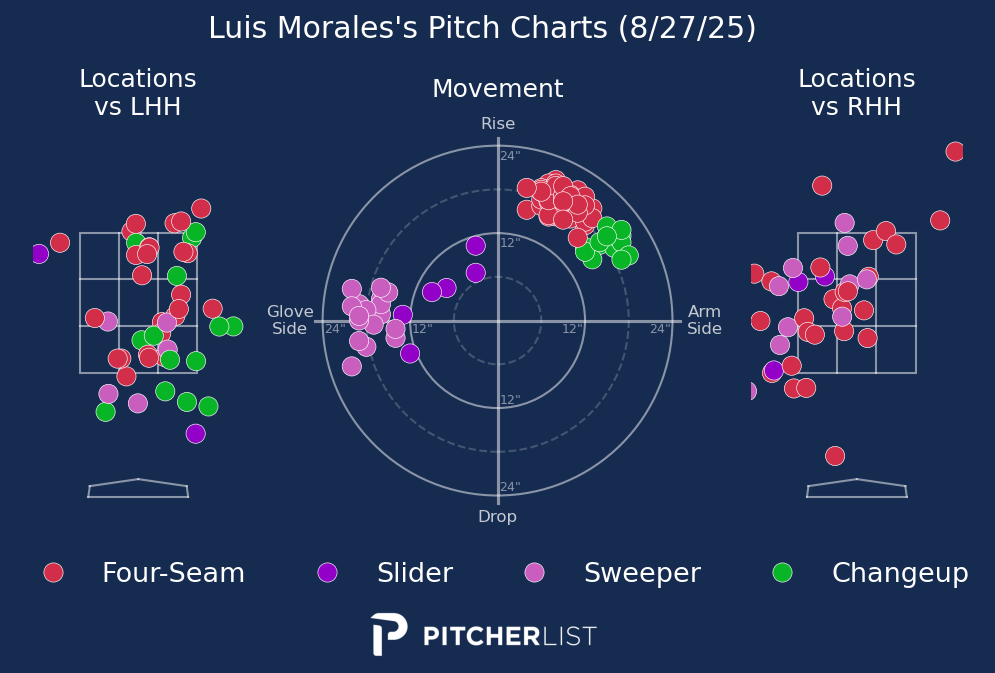 Luis Morales's Pitch Charts (8/27/25)
Locations
vs LHH
Movement
Locations
vs RHH
Rise
24"
12"
Glove
Side
24"
12"
12"
24"
Arm
Side
12"
24"
Drop
Four-Seam
Slider
Sweeper
Changeup
PITCHERLIST